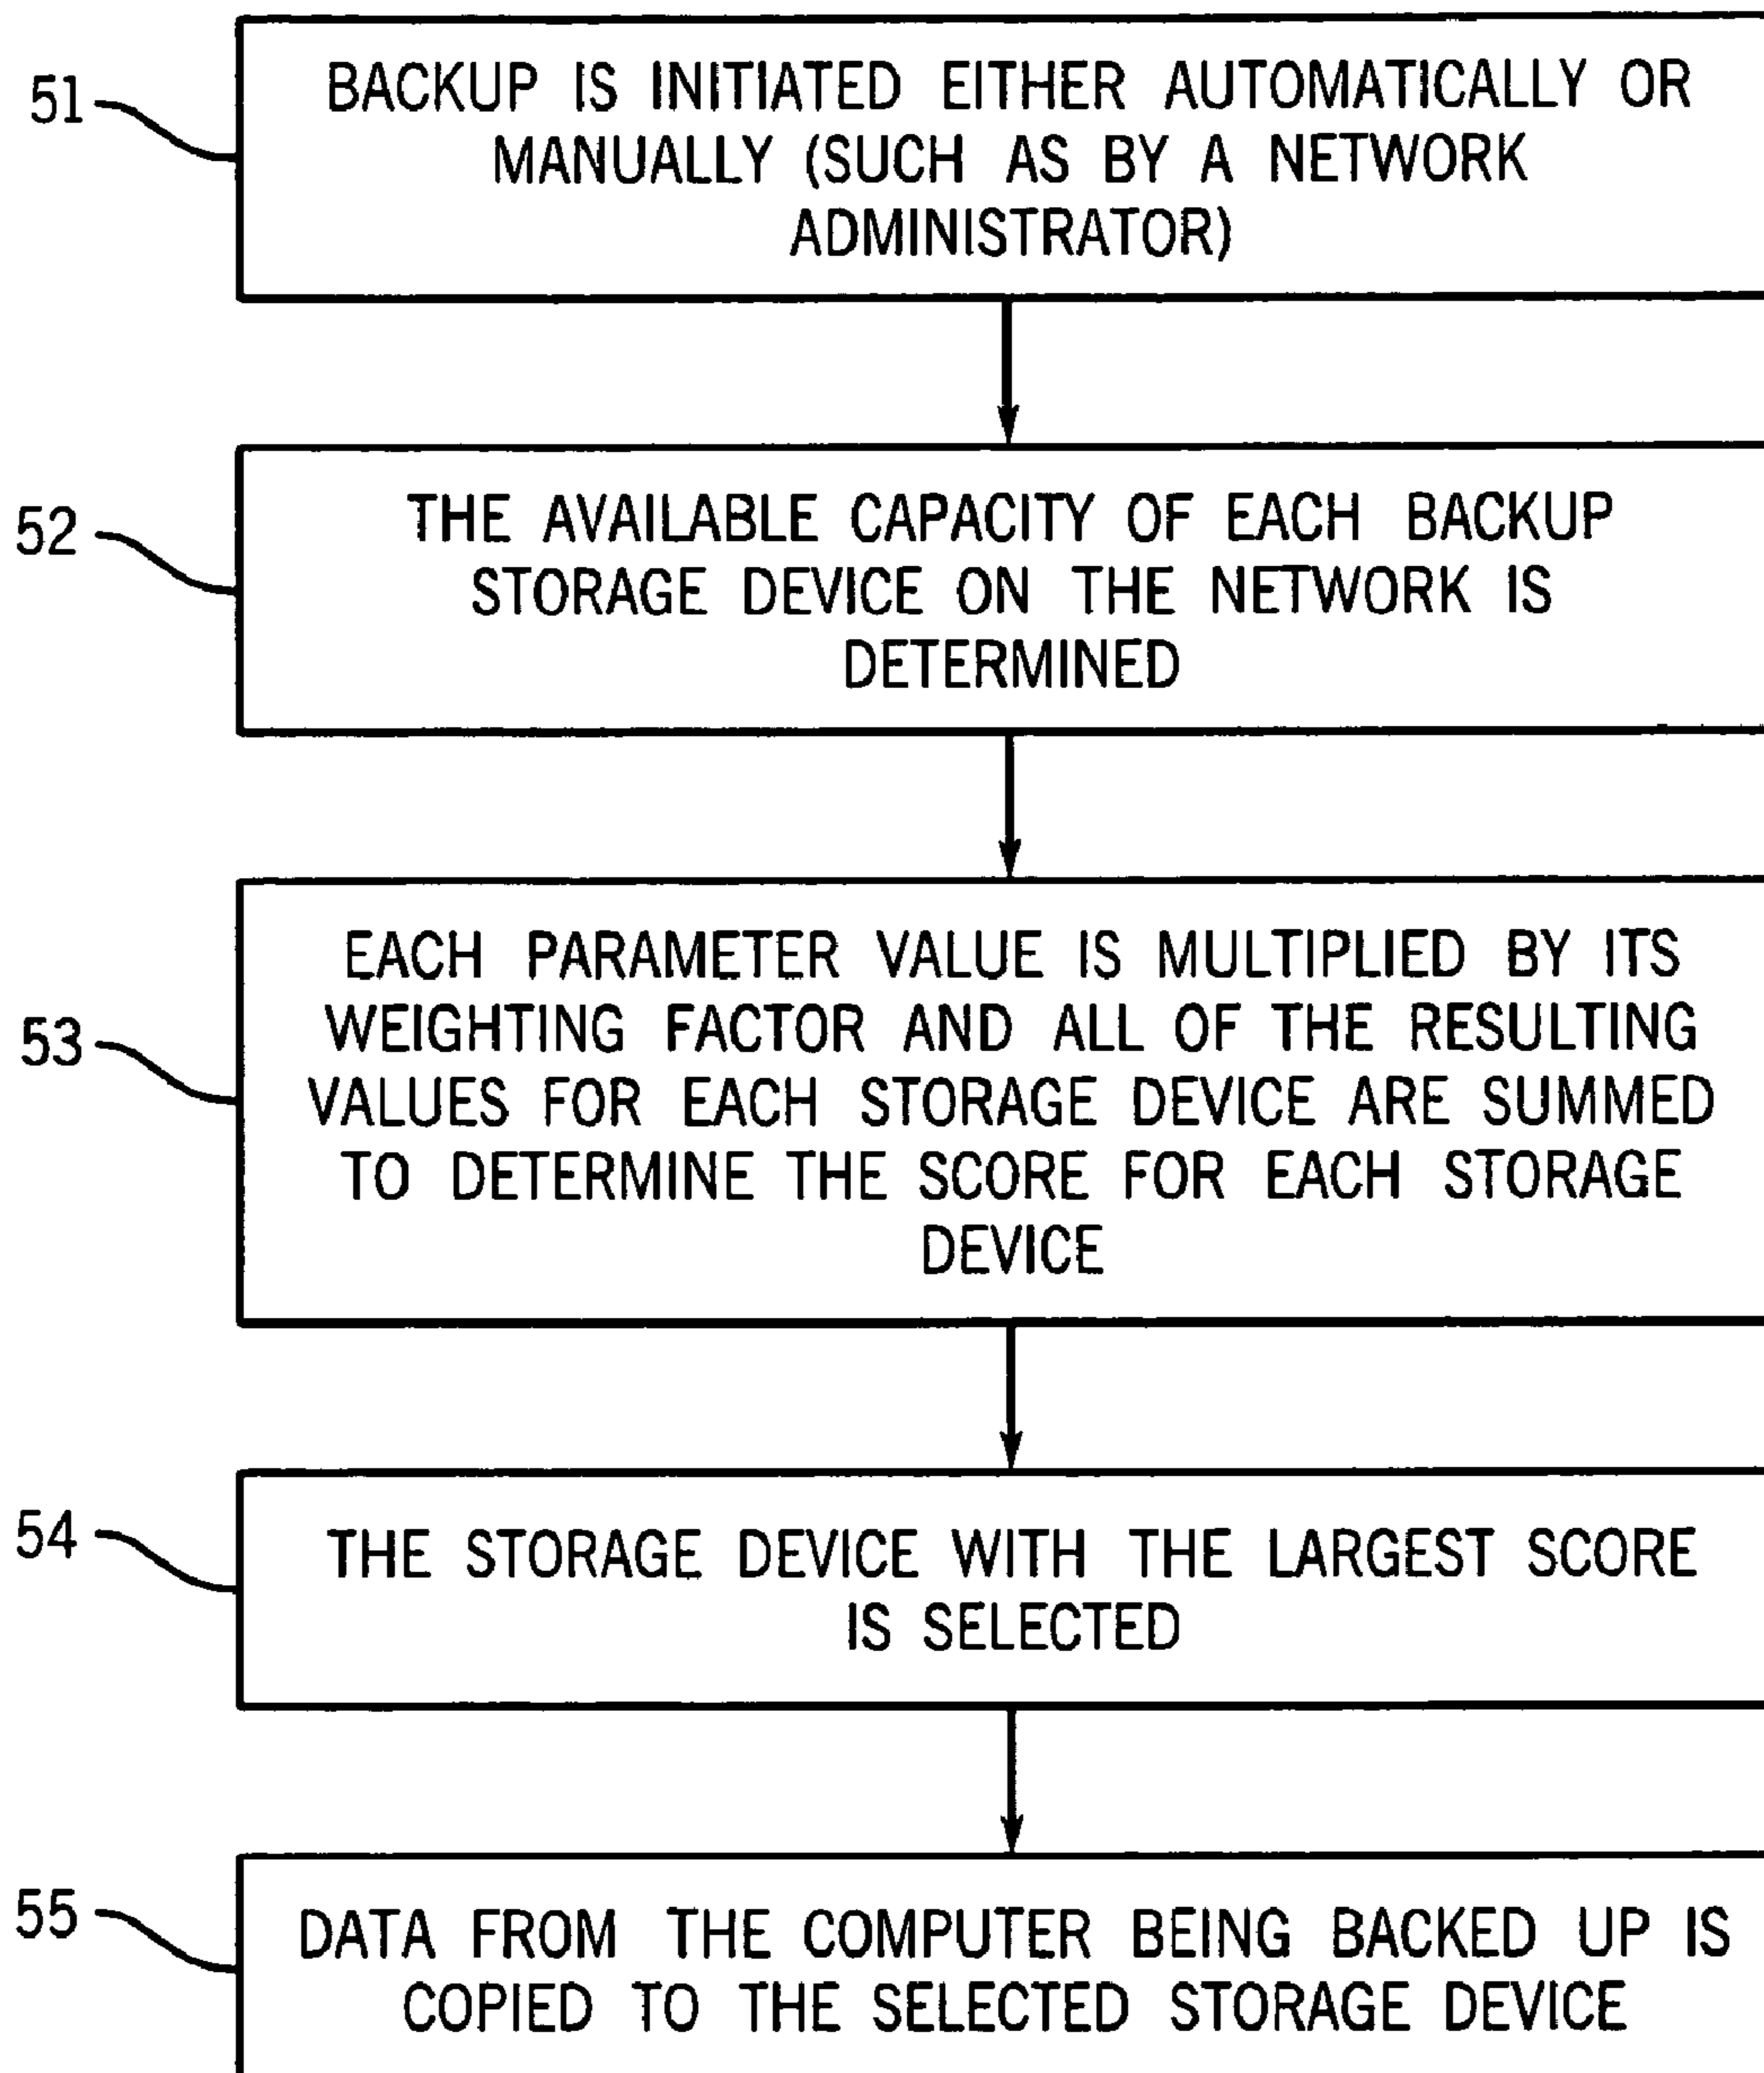 51
BACKUP IS INITIATED EITHER AUTOMATICALLY OR
MANUALLY (SUCH AS BY A NETWORK
ADMINISTRATOR)
52
THE AVAILABLE CAPACITY OF EACH BACKUP
STORAGE DEVICE ON THE NETWORK IS
DETERMINED
53
EACH PARAMETER VALUE IS MULTIPLIED BY ITS
WEIGHTING FACTOR AND ALL OF THE RESULTING
VALUES FOR EACH STORAGE DEVICE ARE SUMMED
TO DETERMINE THE SCORE FOR EACH STORAGE
DEVICE
54
THE STORAGE DEVICE WITH THE LARGEST SCORE
IS SELECTED
55
DATA FROM THE COMPUTER BEING BACKED UP IS
COPIED TO THE SELECTED STORAGE DEVICE